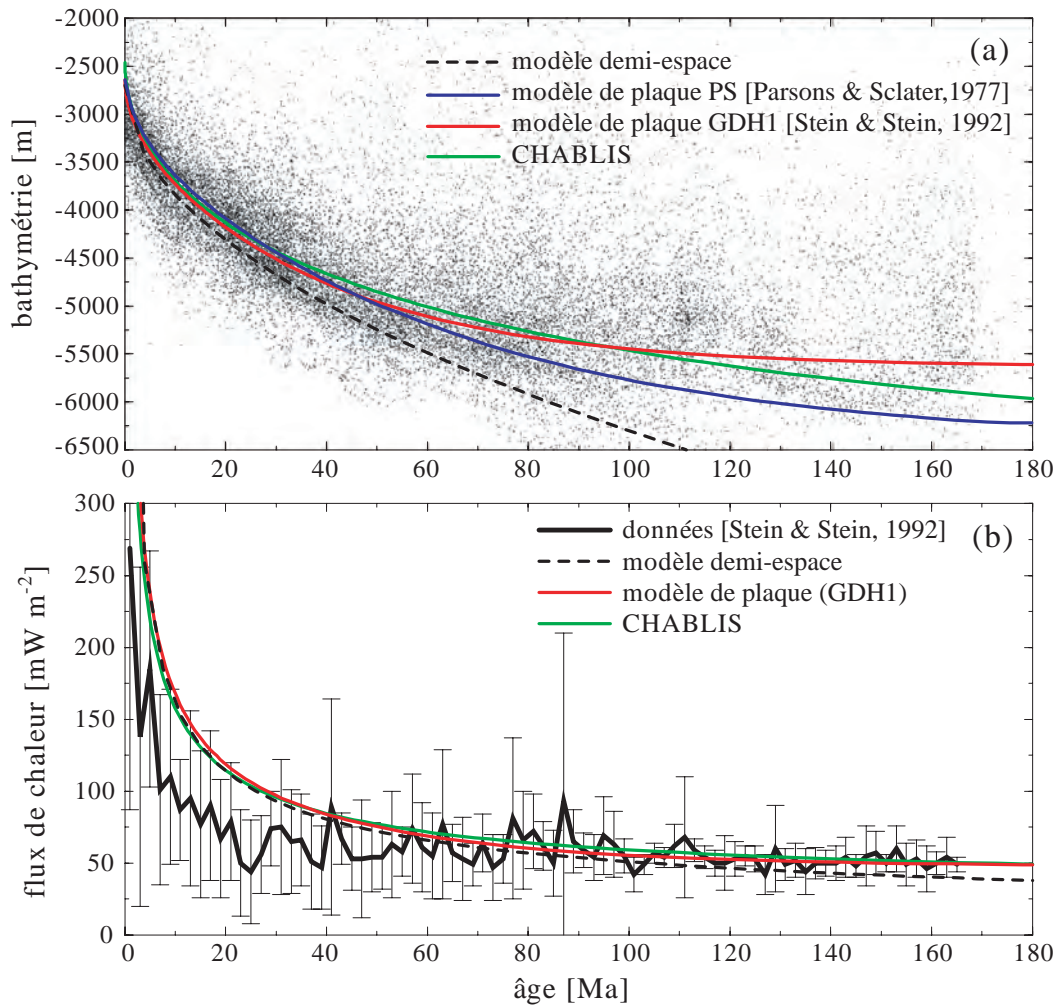 (a)
modèle demi-espace
modèle de plaque PS [Parsons & Sclater,1977]
modèle de plaque GDH1 [Stein & Stein, 1992]
CHABLIS
bathymétrie [m]
-2000
-2500
-3000
-3500
-4000
-4500
-5000
-5500
-6000
-6500
0 20 40 60 80 100 120 140 160 180
(b)
données [Stein & Stein, 1992]
modèle demi-espace
modèle de plaque (GDH1)
CHABLIS
flux de chaleur [mW m-2]
300
250
200
150
100
50
0
0 20 40 60 80 100 120 140 160 180
âge [Ma]